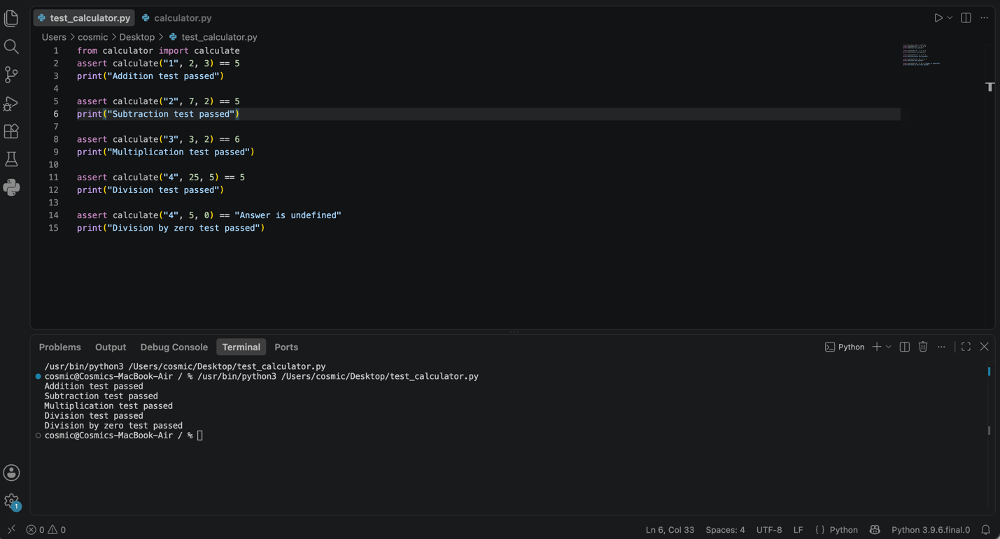 test_calculator.py calculator.py
Users > cosmic > Desktop > test_calculator.py
1 from calculator import calculate
2 assert calculate("1", 2, 3) == 5
3 print("Addition test passed")
4
5 assert calculate("2", 7, 2) == 5
6 print("Subtraction test passed")
7
8 assert calculate("3", 3, 2) == 6
9 print("Multiplication test passed")
10
11 assert calculate("4", 25, 5) == 5
12 print("Division test passed")
13
14 assert calculate("4", 5, 0) == "Answer is undefined"
15 print("Division by zero test passed")
Problems Output Debug Console Terminal Ports Python
/usr/bin/python3 /Users/cosmic/Desktop/test_calculator.py
cosmic@Cosmics-MacBook-Air / % /usr/bin/python3 /Users/cosmic/Desktop/test_calculator.py
Addition test passed
Subtraction test passed
Multiplication test passed
Division test passed
Division by zero test passed
cosmic@Cosmics-MacBook-Air / %
1
0 0 Ln 6, Col 33 Spaces: 4 UTF-8 LF { } Python Python 3.9.6.final.0